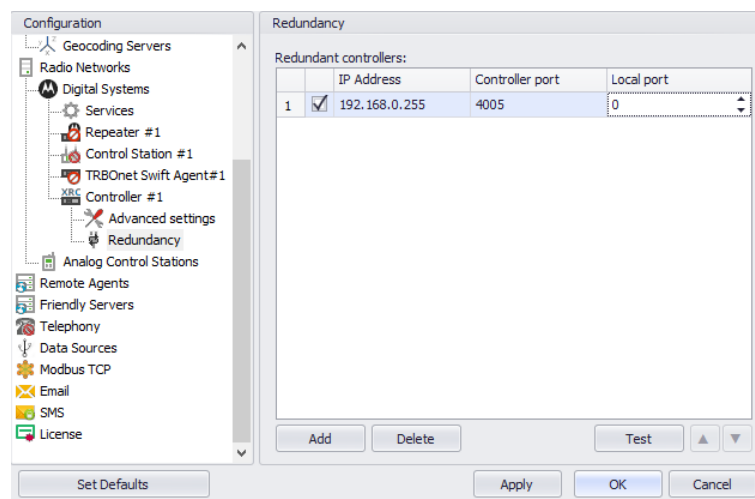 Configuration
Geocoding Servers
Radio Networks
Digital Systems
Services
Repeater #1
Control Station #1
TRBOnet Swift Agent#1
XRC Controller #1
Advanced settings
Redundancy
Analog Control Stations
Remote Agents
Friendly Servers
Telephony
Data Sources
Modbus TCP
Email
SMS
License
Set Defaults
Redundancy
Redundant controllers:
IP Address Controller port Local port
1 192.168.0.255 4005 0
Add Delete Test
Apply OK Cancel